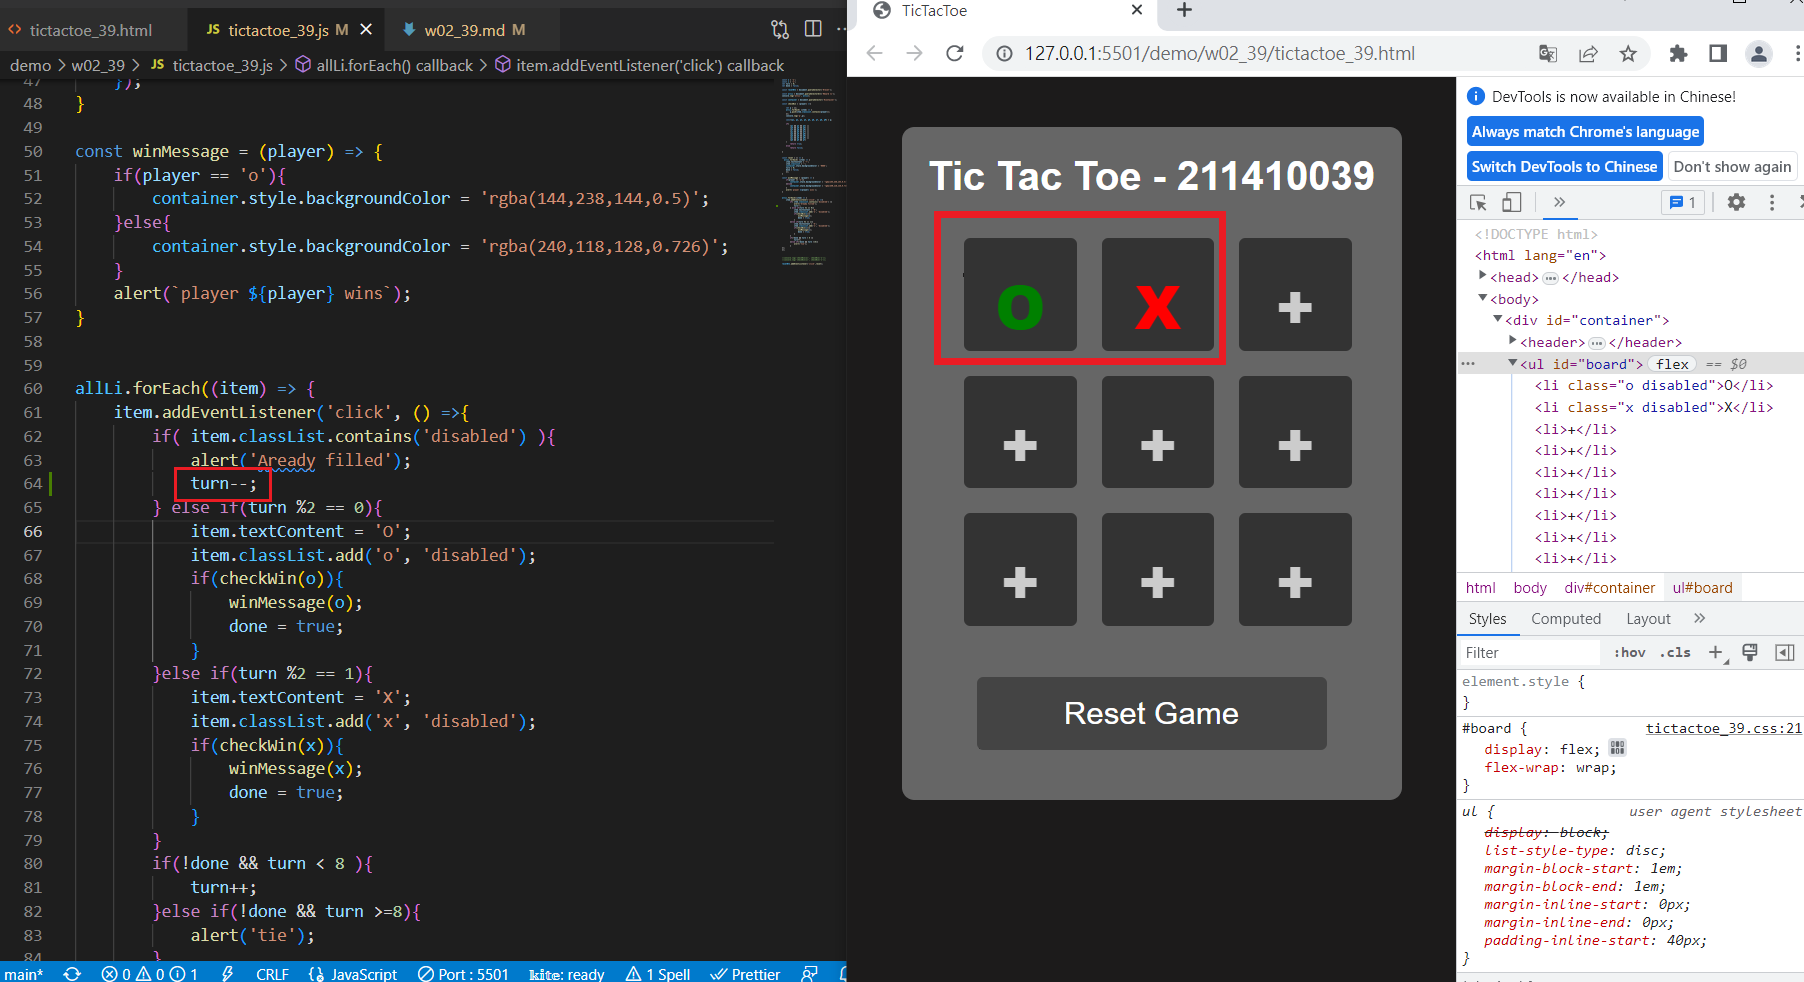 tictactoe_39.html
JS tictactoe_39.js M
w02_39.md M
demo > w02_39 > JS tictactoe_39.js > allLi.forEach() callback > item.addEventListener('click') callback
47 });
48 }
49
50 const winMessage = (player) => {
51 if(player == 'o'){
52 container.style.backgroundColor = 'rgba(144,238,144,0.5)';
53 }else{
54 container.style.backgroundColor = 'rgba(240,118,128,0.726)';
55 }
56 alert(`player ${player} wins`);
57 }
58
59
60 allLi.forEach((item) => {
61 item.addEventListener('click', () =>{
62 if( item.classList.contains('disabled') ){
63 alert('Aready filled');
64 turn--;
65 } else if(turn %2 == 0){
66 item.textContent = 'O';
67 item.classList.add('o', 'disabled');
68 if(checkWin(o)){
69 winMessage(o);
70 done = true;
71 }
72 }else if(turn %2 == 1){
73 item.textContent = 'X';
74 item.classList.add('x', 'disabled');
75 if(checkWin(x)){
76 winMessage(x);
77 done = true;
78 }
79 }
80 if(!done && turn < 8 ){
81 turn++;
82 }else if(!done && turn >=8){
83 alert('tie');
84 }
main* 0 0 1 CRLF {} JavaScript Port : 5501 kite: ready 1 Spell Prettier
TicTacToe
127.0.0.1:5501/demo/w02_39/tictactoe_39.html
Tic Tac Toe - 211410039
O X +
+ + +
+ + +
Reset Game
DevTools is now available in Chinese!
Always match Chrome's language
Switch DevTools to Chinese Don't show again
» 1
<!DOCTYPE html>
<html lang="en">
<head> … </head>
<body>
<div id="container">
<header> … </header>
<ul id="board"> flex == $0
<li class="o disabled">O</li>
<li class="x disabled">X</li>
<li>+</li>
<li>+</li>
<li>+</li>
<li>+</li>
<li>+</li>
<li>+</li>
<li>+</li>
html body div#container ul#board
Styles Computed Layout »
Filter :hov .cls +
element.style {
}
#board { tictactoe_39.css:21
display: flex;
flex-wrap: wrap;
}
ul { user agent stylesheet
display: block;
list-style-type: disc;
margin-block-start: 1em;
margin-block-end: 1em;
margin-inline-start: 0px;
margin-inline-end: 0px;
padding-inline-start: 40px;
}